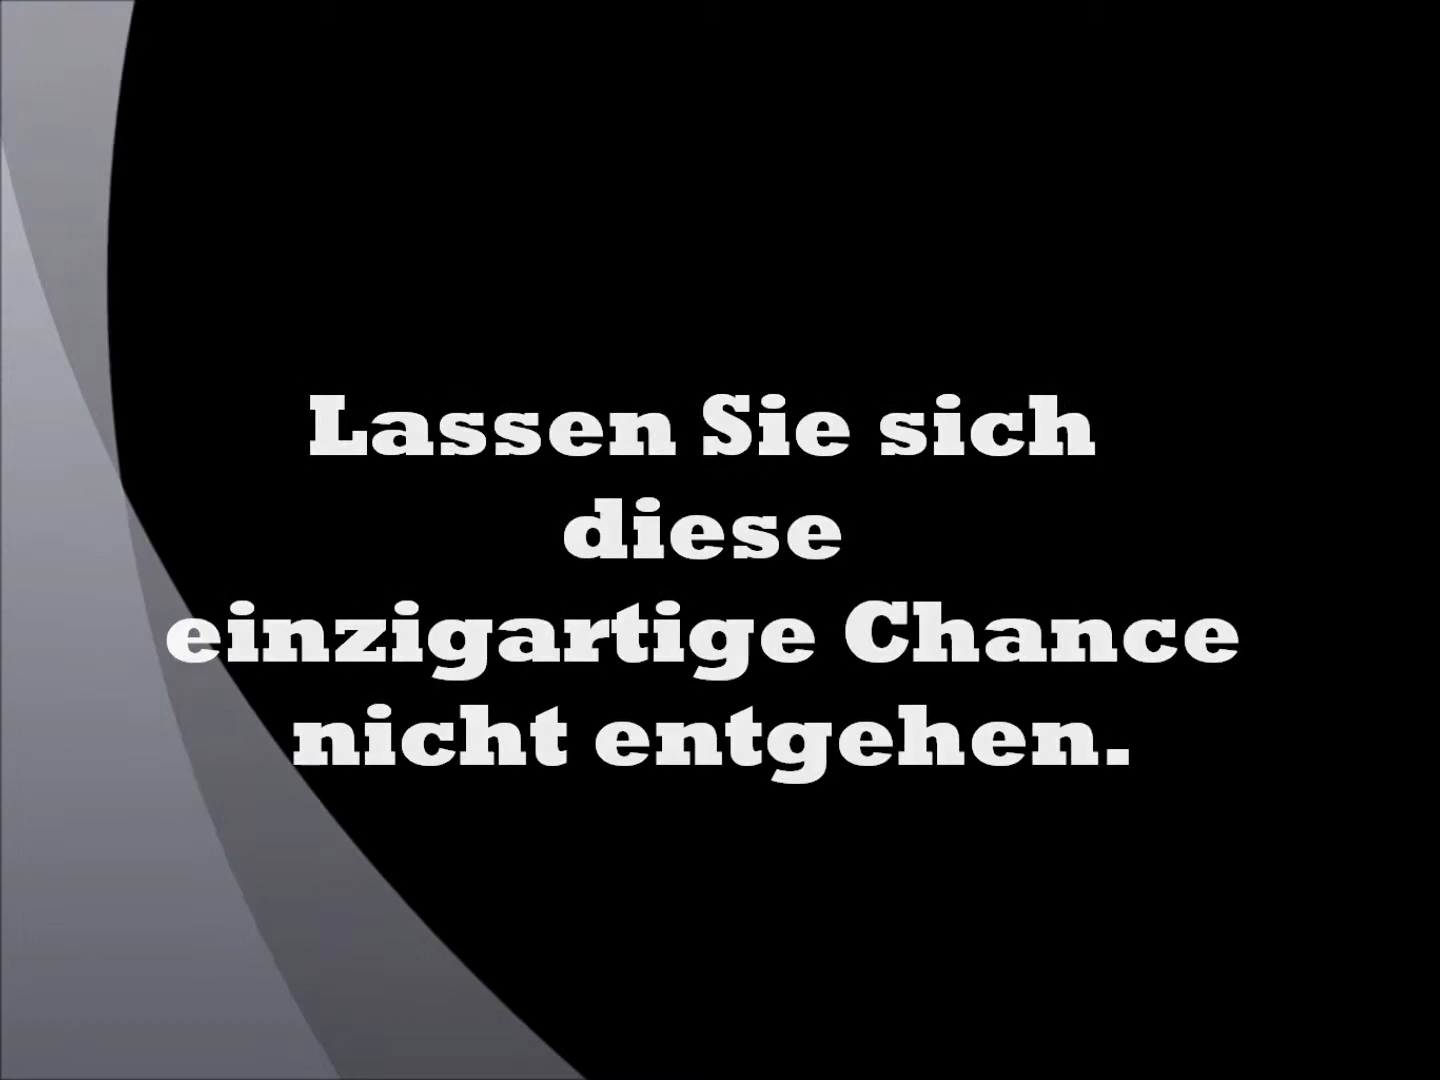 Lassen Sie sich
diese
einzigartige Chance
nicht entgehen.